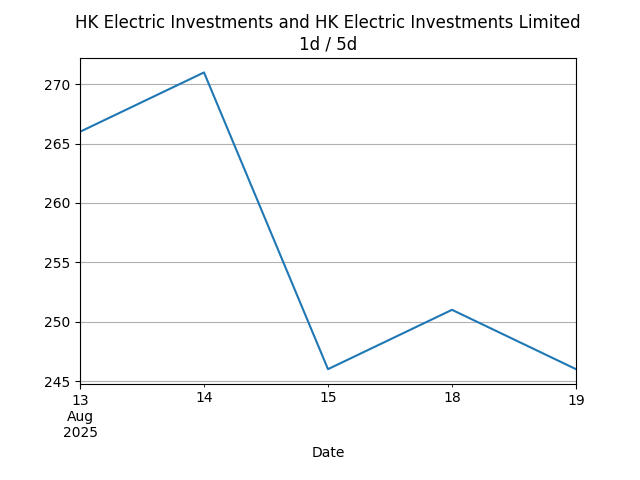 HK Electric Investments and HK Electric Investments Limited
1d / 5d
270
265
260
255
250
245
13 14 15 18 19
Aug
2025
Date